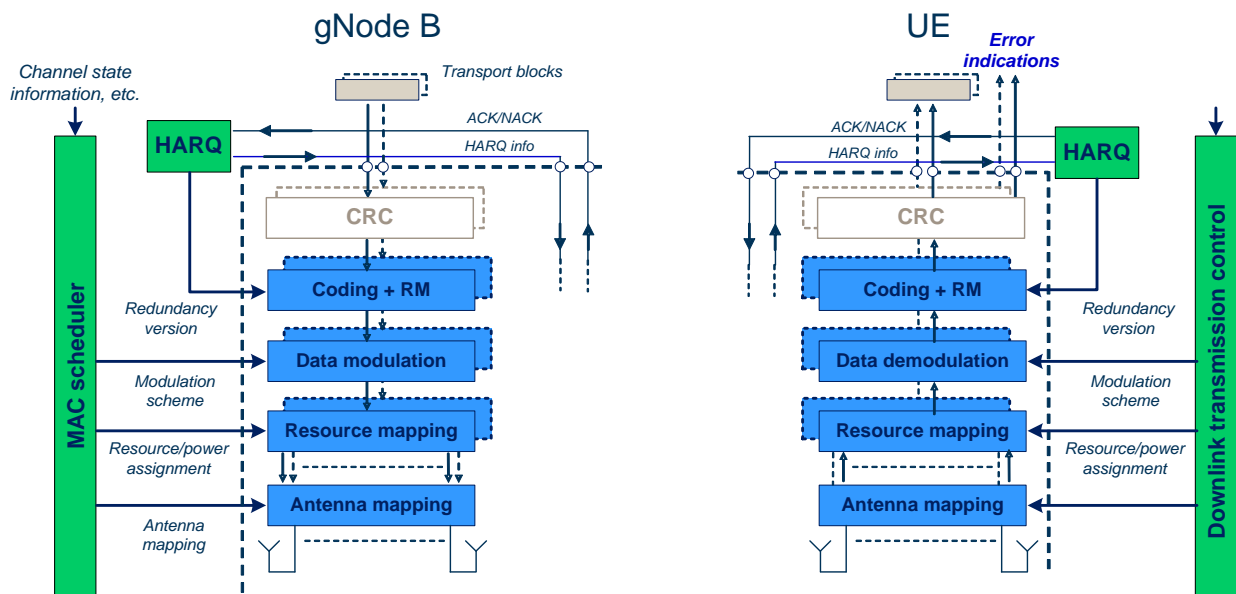 gNode B
UE
Channel state
information, etc.
Transport blocks
Error
indications
HARQ
ACK/NACK
HARQ info
ACK/NACK
HARQ info
HARQ
CRC
CRC
Coding + RM
Coding + RM
Redundancy
version
Redundancy
version
Data modulation
Data demodulation
Modulation
scheme
Modulation
scheme
Resource mapping
Resource mapping
Resource/power
assignment
Resource/power
assignment
Antenna mapping
Antenna mapping
Antenna
mapping
MAC scheduler
Downlink transmission control